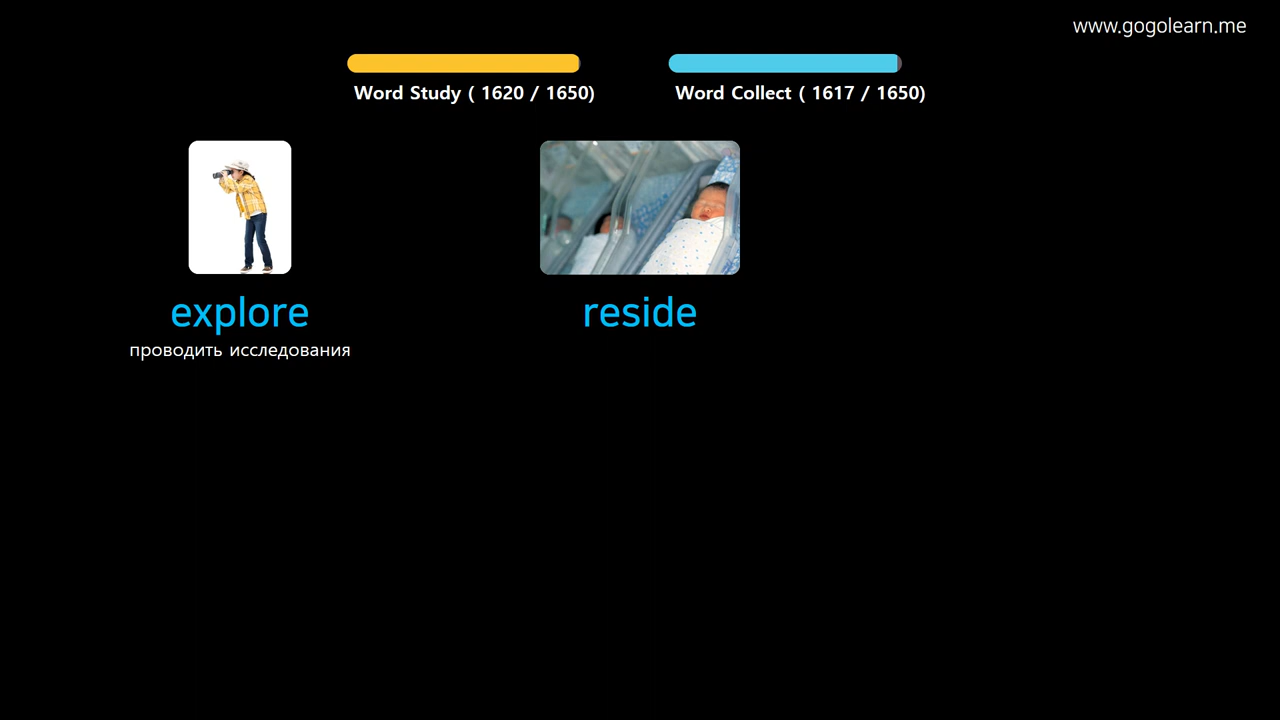 www.gogolearn.me
Word Study ( 1620 / 1650)
Word Collect ( 1617 / 1650)
explore
reside
проводить исследования